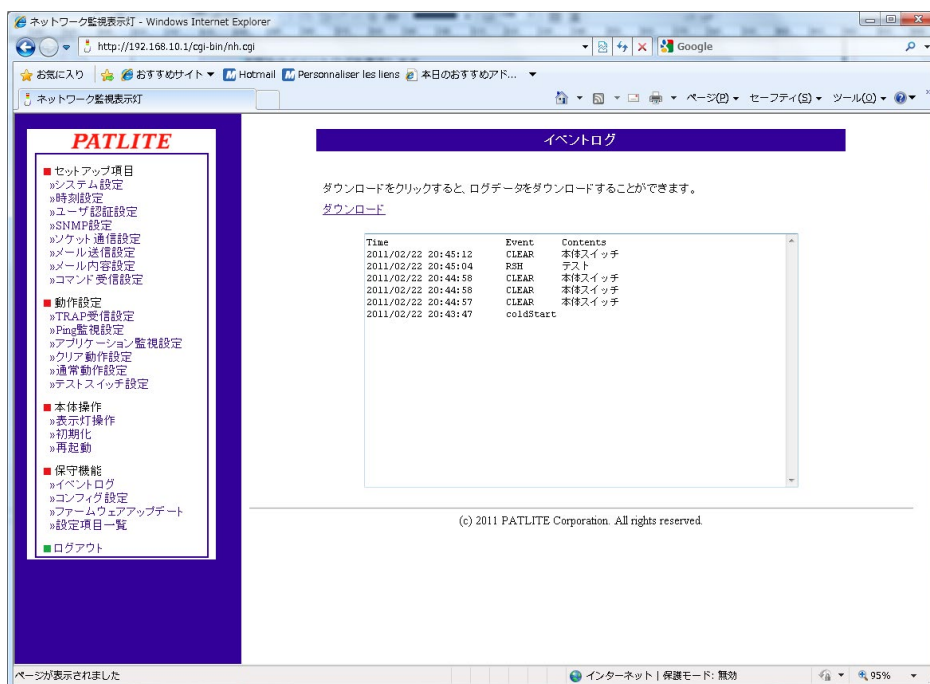 ネットワーク監視表示灯 - Windows Internet Explorer
http://192.168.10.1/cgi-bin/nh.cgi
Google
お気に入り おすすめサイト Hotmail Personnaliser les liens 本日のおすすめアド...
ネットワーク監視表示灯
ページ(P) セーフティ(S) ツール(O)
PATLITE
セットアップ項目
»システム設定
»時刻設定
»ユーザ認証設定
»SNMP設定
»ソケット通信設定
»メール送信設定
»メール内容設定
»コマンド受信設定
動作設定
»TRAP受信設定
»Ping監視設定
»アプリケーション監視設定
»クリア動作設定
»通常動作設定
»テストスイッチ設定
本体操作
»表示灯操作
»初期化
»再起動
保守機能
»イベントログ
»コンフィグ設定
»ファームウェアアップデート
»設定項目一覧
ログアウト
イベントログ
ダウンロードをクリックすると、ログデータをダウンロードすることができます。
ダウンロード
Time Event Contents
2011/02/22 20:45:12 CLEAR 本体スイッチ
2011/02/22 20:45:04 RSH テスト
2011/02/22 20:44:58 CLEAR 本体スイッチ
2011/02/22 20:44:58 CLEAR 本体スイッチ
2011/02/22 20:44:57 CLEAR 本体スイッチ
2011/02/22 20:43:47 coldStart
(c) 2011 PATLITE Corporation. All rights reserved.
ページが表示されました
インターネット | 保護モード: 無効
95%